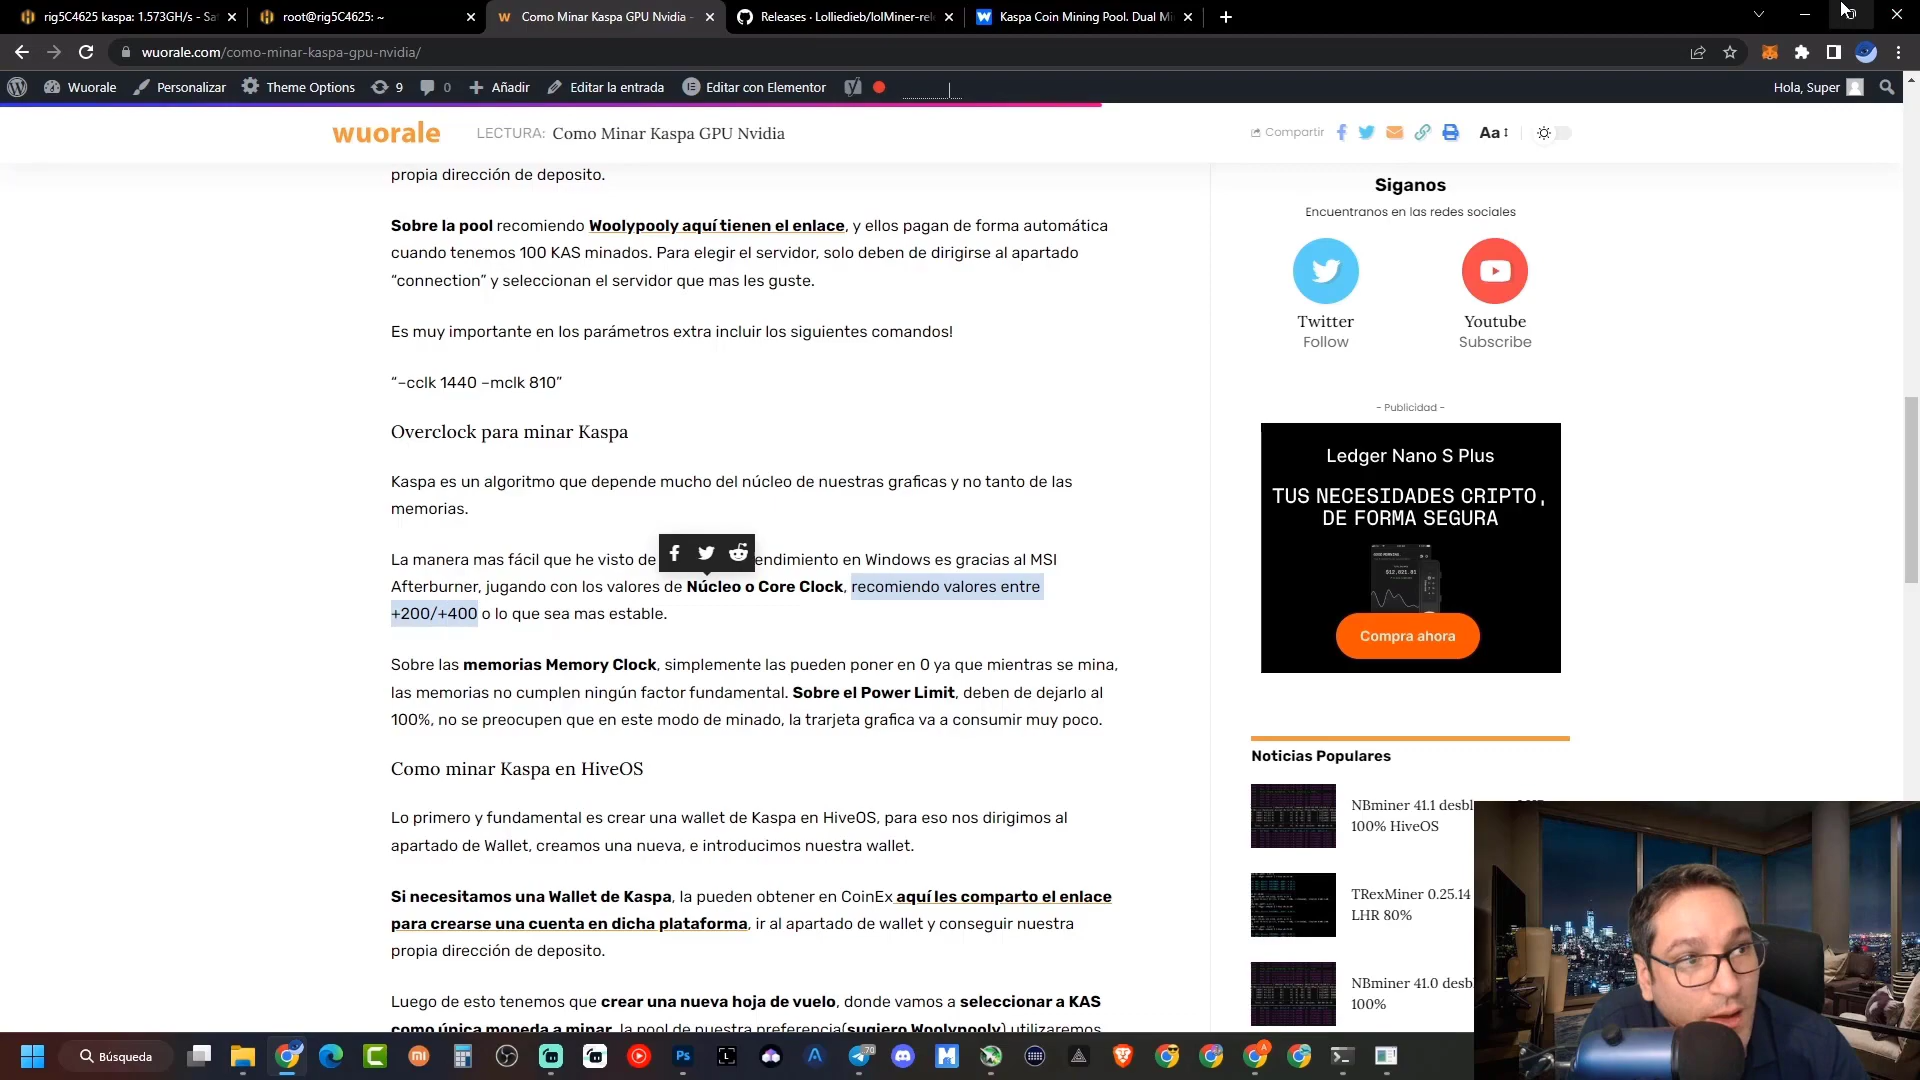 rig5C4625 kaspa: 1.573GH/s - Sa
root@rig5C4625: ~
Como Minar Kaspa GPU Nvidia -
Releases · Lolliedieb/lolMiner-rele
Kaspa Coin Mining Pool. Dual Mi
wuorale.com/como-minar-kaspa-gpu-nvidia/
Wuorale
Personalizar
Theme Options
9
0
Añadir
Editar la entrada
Editar con Elementor
Hola, Super
wuorale
LECTURA: Como Minar Kaspa GPU Nvidia
Compartir
Aa
propia dirección de deposito.
Sobre la pool recomiendo Woolypooly aquí tienen el enlace, y ellos pagan de forma automática
cuando tenemos 100 KAS minados. Para elegir el servidor, solo deben de dirigirse al apartado
“connection” y seleccionan el servidor que mas les guste.
Es muy importante en los parámetros extra incluir los siguientes comandos!
“–cclk 1440 –mclk 810”
Overclock para minar Kaspa
Kaspa es un algoritmo que depende mucho del núcleo de nuestras graficas y no tanto de las
memorias.
La manera mas fácil que he visto de endimiento en Windows es gracias al MSI
Afterburner, jugando con los valores de Núcleo o Core Clock, recomiendo valores entre
+200/+400 o lo que sea mas estable.
Sobre las memorias Memory Clock, simplemente las pueden poner en 0 ya que mientras se mina,
las memorias no cumplen ningún factor fundamental. Sobre el Power Limit, deben de dejarlo al
100%, no se preocupen que en este modo de minado, la trarjeta grafica va a consumir muy poco.
Como minar Kaspa en HiveOS
Lo primero y fundamental es crear una wallet de Kaspa en HiveOS, para eso nos dirigimos al
apartado de Wallet, creamos una nueva, e introducimos nuestra wallet.
Si necesitamos una Wallet de Kaspa, la pueden obtener en CoinEx aquí les comparto el enlace
para crearse una cuenta en dicha plataforma, ir al apartado de wallet y conseguir nuestra
propia dirección de deposito.
Luego de esto tenemos que crear una nueva hoja de vuelo, donde vamos a seleccionar a KAS
como única moneda a minar, la pool de nuestra preferencia(sugiero Woolypooly) utilizaremos
Siganos
Encuentranos en las redes sociales
Twitter
Follow
Youtube
Subscribe
- Publicidad -
Ledger Nano S Plus
TUS NECESIDADES CRIPTO,
DE FORMA SEGURA
Compra ahora
Noticias Populares
NBminer 41.1 desbl
100% HiveOS
TRexMiner 0.25.14
LHR 80%
NBminer 41.0 desb
100%
Búsqueda
70